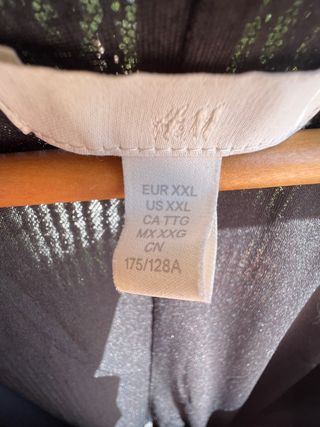 H&M
EUR XXL
US XXL
CA TTG
MX XXG
CN
175/128A